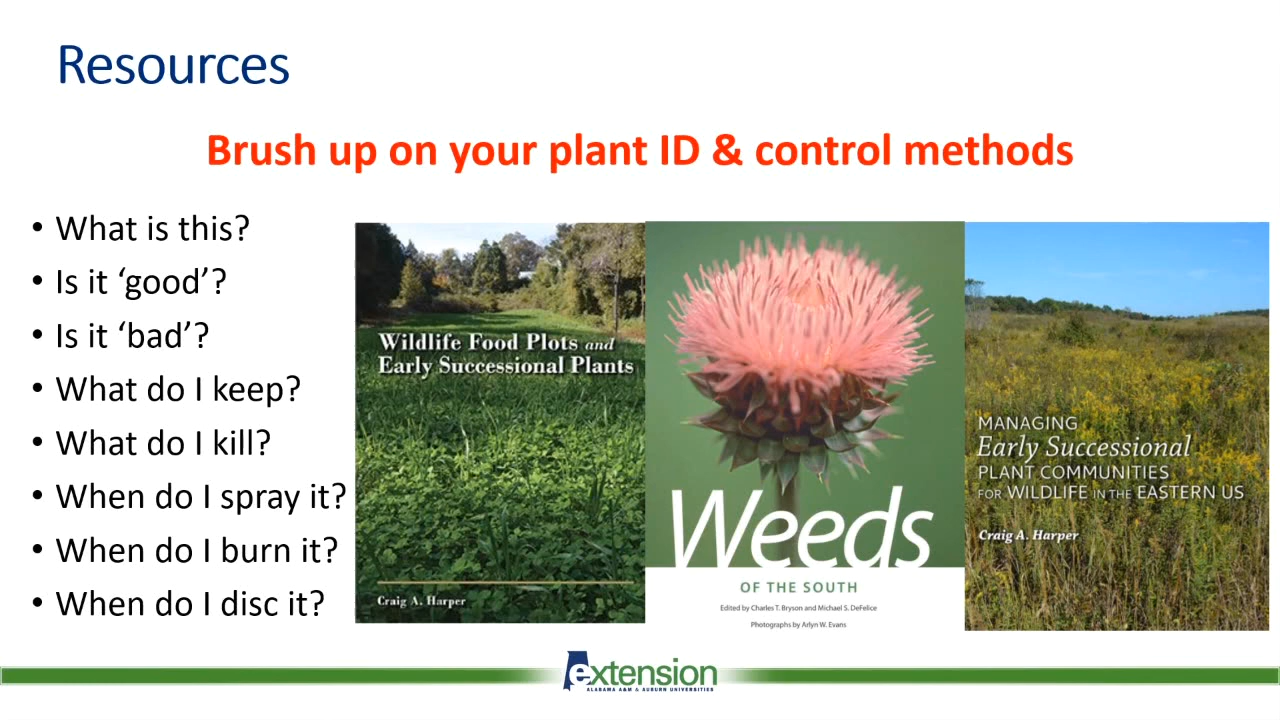 Resources
Brush up on your plant ID & control methods
• What is this?
• Is it ‘good’?
• Is it ‘bad’?
• What do I keep?
• What do I kill?
• When do I spray it?
• When do I burn it?
• When do I disc it?
Wildlife Food Plots and
Early Successional Plants
Craig A. Harper
Weeds
OF THE SOUTH
Edited by Charles T. Bryson and Michael S. DeFelice
Photographs by Arlyn W. Evans
MANAGING
Early Successional
PLANT COMMUNITIES
FOR WILDLIFE IN THE EASTERN US
Craig A. Harper
extension
ALABAMA A&M & AUBURN UNIVERSITIES